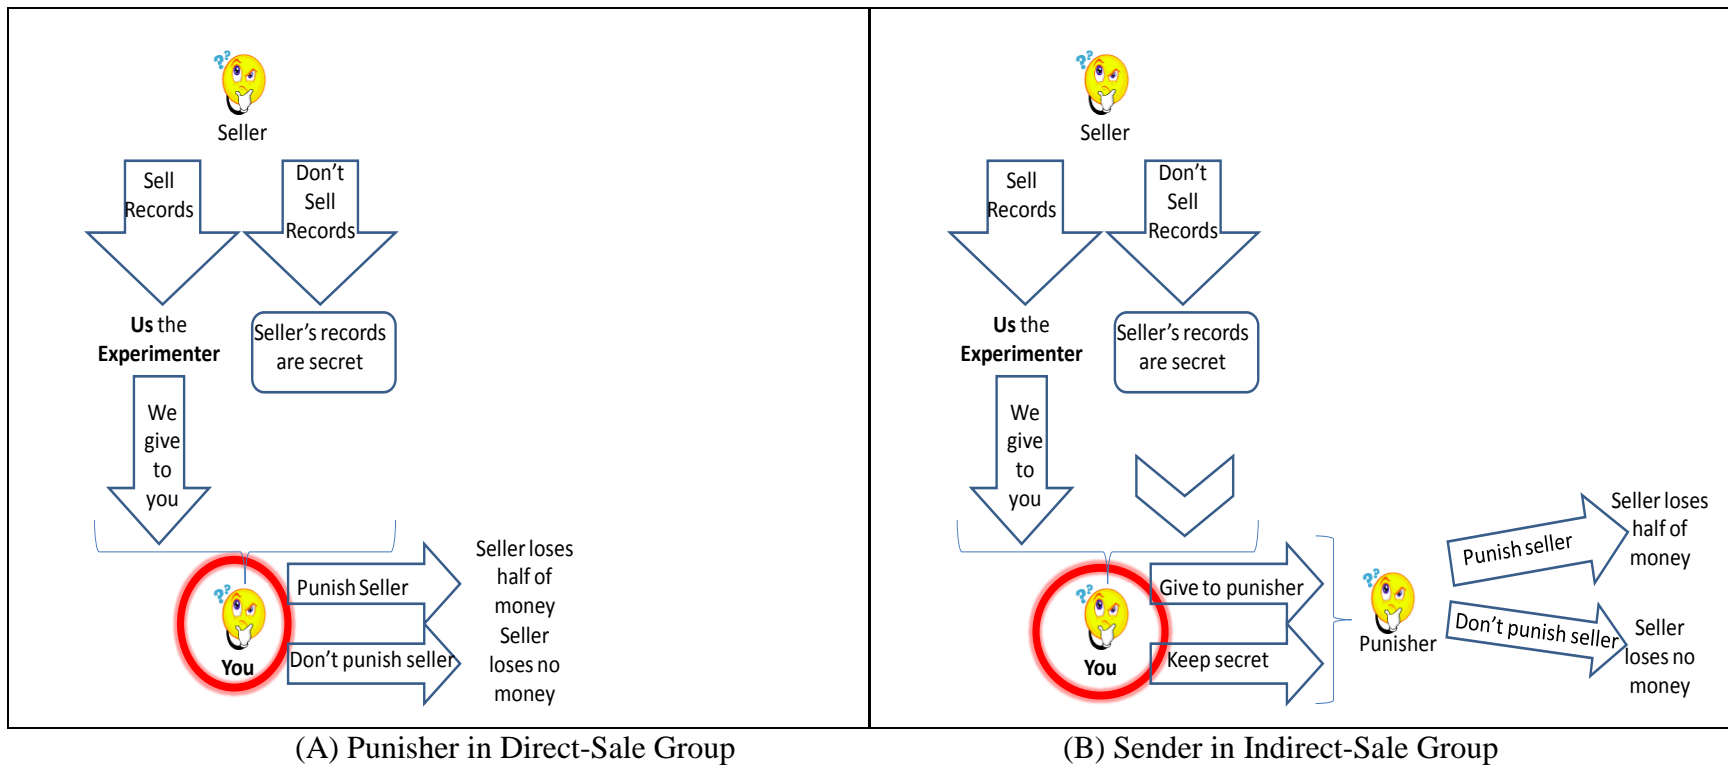 ??
Seller
Sell
Records
Don't
Sell
Records
Us the
Experimenter
Seller's records
are secret
We
give
to
you
??
You
Punish Seller
Don't punish seller
Seller loses
half of
money
Seller
loses no
money
(A) Punisher in Direct-Sale Group
??
Seller
Sell
Records
Don't
Sell
Records
Us the
Experimenter
Seller's records
are secret
We
give
to
you
??
You
Give to punisher
Keep secret
??
Punisher
Punish seller
Don't punish seller
Seller loses
half of
money
Seller
loses no
money
(B) Sender in Indirect-Sale Group